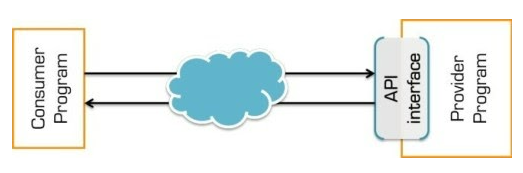 Consumer
Program
API
interface
Provider
Program